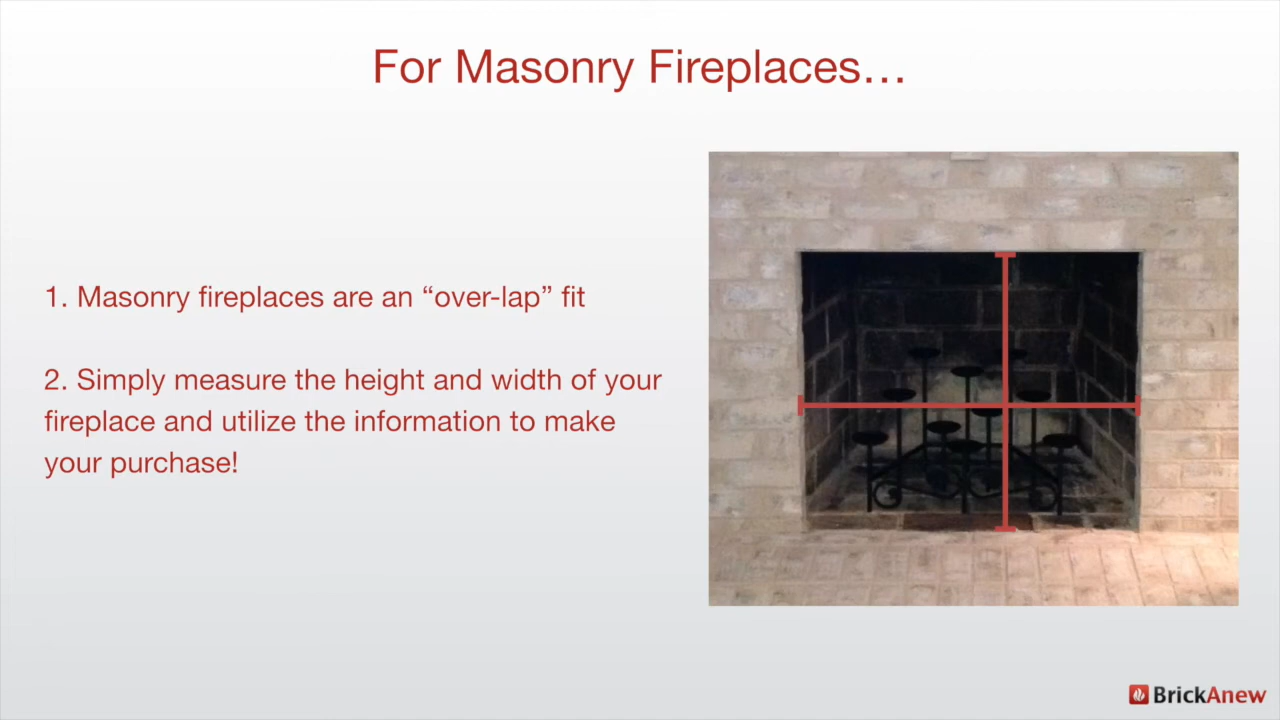 For Masonry Fireplaces…
1. Masonry fireplaces are an “over-lap” fit
2. Simply measure the height and width of your
fireplace and utilize the information to make
your purchase!
BrickAnew